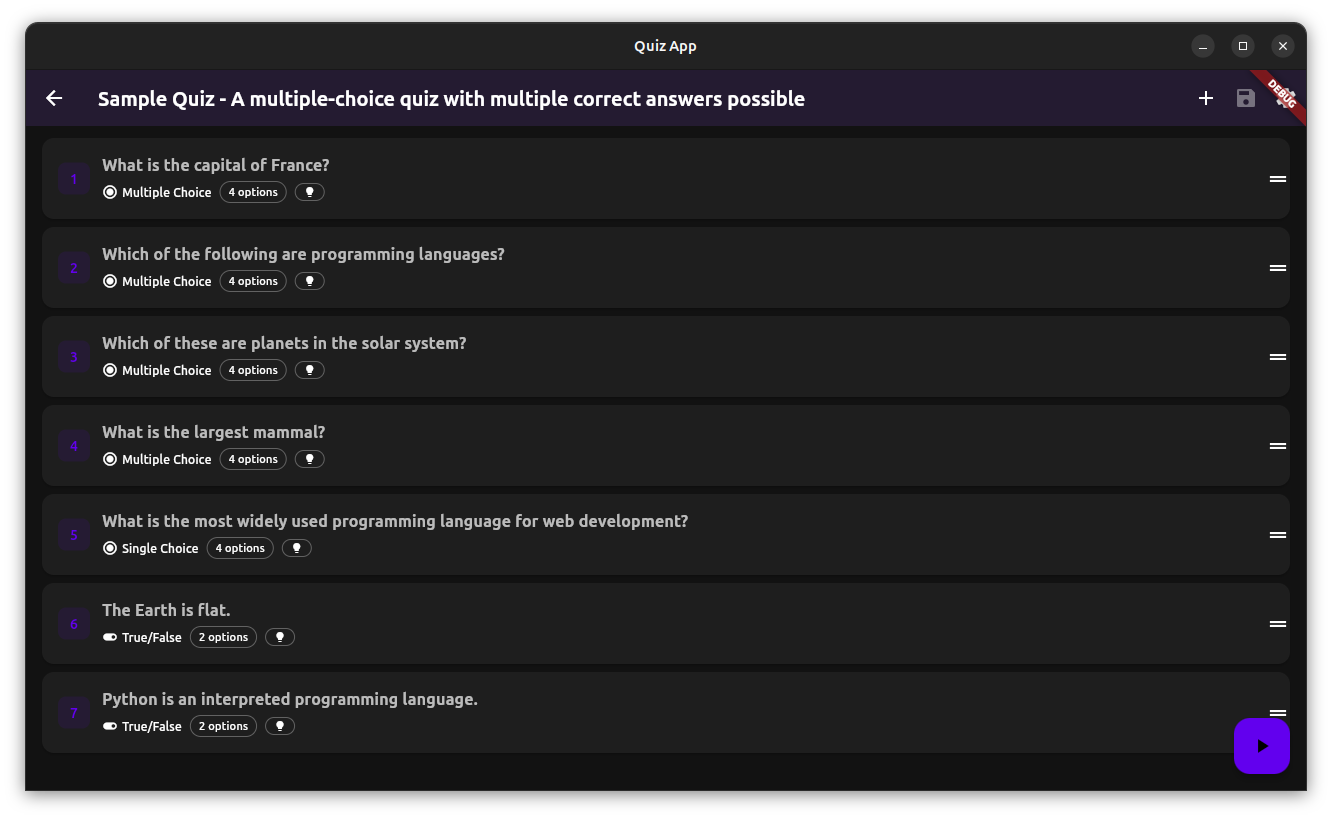 Quiz App
Sample Quiz - A multiple-choice quiz with multiple correct answers possible
DEBUG
1
What is the capital of France?
Multiple Choice 4 options
2
Which of the following are programming languages?
Multiple Choice 4 options
3
Which of these are planets in the solar system?
Multiple Choice 4 options
4
What is the largest mammal?
Multiple Choice 4 options
5
What is the most widely used programming language for web development?
Single Choice 4 options
6
The Earth is flat.
True/False 2 options
7
Python is an interpreted programming language.
True/False 2 options